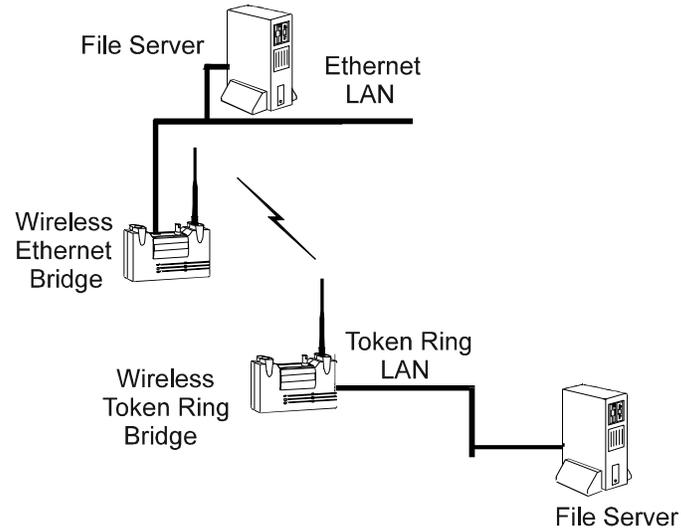 File Server
Ethernet
LAN
Wireless
Ethernet
Bridge
Token Ring
LAN
Wireless
Token Ring
Bridge
File Server